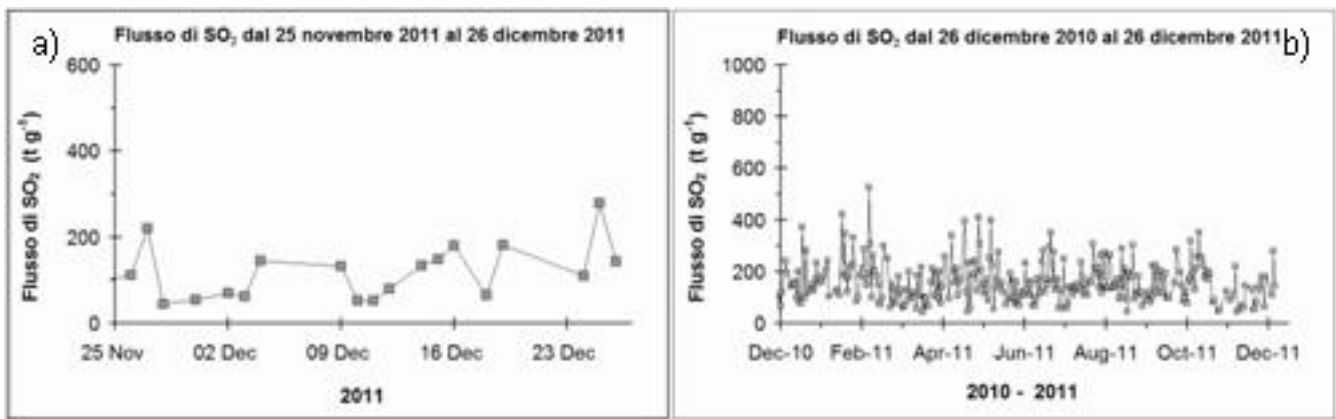 a)
Flusso di SO₂ dal 25 novembre 2011 al 26 dicembre 2011
Flusso di SO₂ (t g⁻¹)
600
400
200
0
25 Nov 02 Dec 09 Dec 16 Dec 23 Dec
2011
b)
Flusso di SO₂ dal 26 dicembre 2010 al 26 dicembre 2011
Flusso di SO₂ (t g⁻¹)
1000
800
600
400
200
0
Dec-10 Feb-11 Apr-11 Jun-11 Aug-11 Oct-11 Dec-11
2010 - 2011